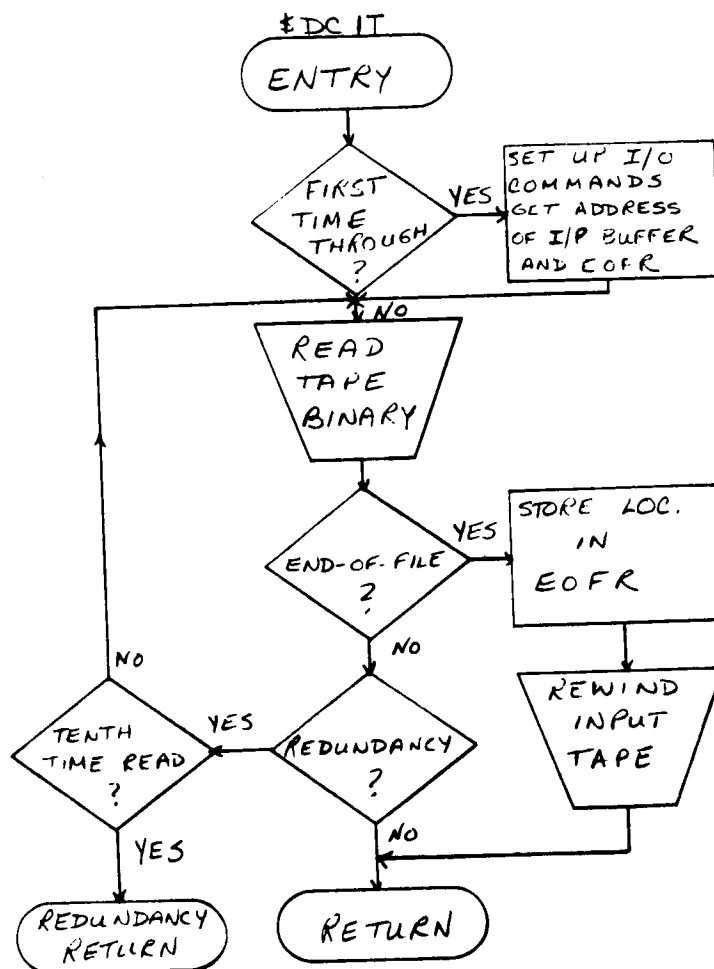 $DCIT
ENTRY
FIRST
TIME
THROUGH
?
YES
SET UP I/O
COMMANDS
GET ADDRESS
OF I/P BUFFER
AND EOFR
NO
READ
TAPE
BINARY
END-OF-FILE
?
YES
STORE LOC.
IN
EOFR
NO
REWIND
INPUT
TAPE
REDUNDANCY
?
YES
TENTH
TIME READ
?
NO
NO
YES
REDUNDANCY
RETURN
RETURN